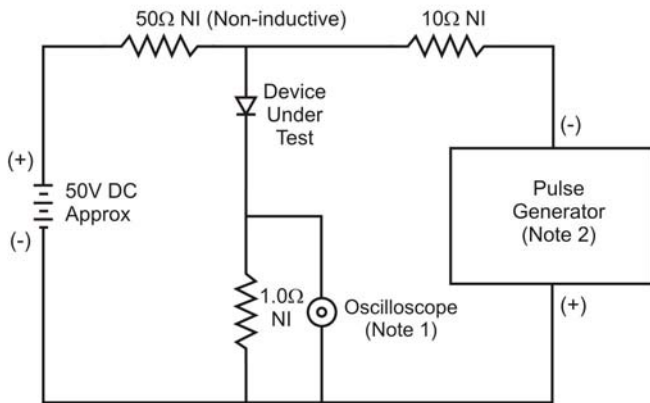 50Ω NI (Non-inductive)
10Ω NI
Device
Under
Test
(-)
(+)
50V DC
Approx
(-)
Pulse
Generator
(Note 2)
1.0Ω
NI
Oscilloscope
(Note 1)
(+)